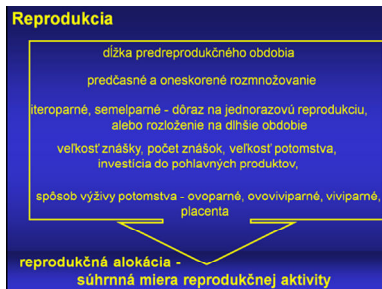 Reprodukcia
dĺžka predreprodukčného obdobia
predčasné a oneskorené rozmnožovanie
iteroparné, semelparné - dôraz na jednorazovú reprodukciu,
alebo rozloženie na dlhšie obdobie
veľkosť znášky, počet znášok, veľkosť potomstva,
investícia do pohlavných produktov,
spôsob výživy potomstva - ovoparné, ovoviviparné, viviparné,
placenta
reprodukčná alokácia -
súhrnná miera reprodukčnej aktivity